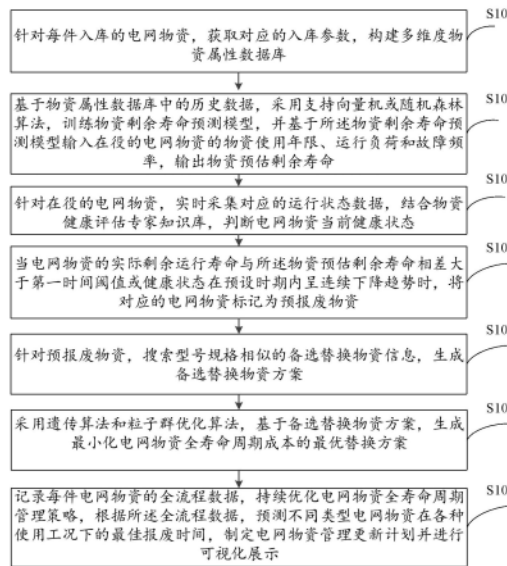 S10
针对每件入库的电网物资，获取对应的入库参数，构建多维度物
资属性数据库
S10
基于物资属性数据库中的历史数据，采用支持向量机或随机森林
算法，训练物资剩余寿命预测模型，并基于所述物资剩余寿命预
测模型输入在役的电网物资的物资使用年限、运行负荷和故障频
率，输出物资预估剩余寿命
S10
针对在役的电网物资，实时采集对应的运行状态数据，结合物资
健康评估专家知识库，判断电网物资当前健康状态
S10
当电网物资的实际剩余运行寿命与所述物资预估剩余寿命相差大
于第一时间阈值或健康状态在预设时期内呈连续下降趋势时，将
对应的电网物资标记为预报废物资
S10
针对预报废物资，搜索型号规格相似的备选替换物资信息，生成
备选替换物资方案
S10
采用遗传算法和粒子群优化算法，基于备选替换物资方案，生成
最小化电网物资全寿命周期成本的最优替换方案
S10
记录每件电网物资的全流程数据，持续优化电网物资全寿命周期
管理策略，根据所述全流程数据，预测不同类型电网物资在各种
使用工况下的最佳报废时间，制定电网物资管理更新计划并进行
可视化展示